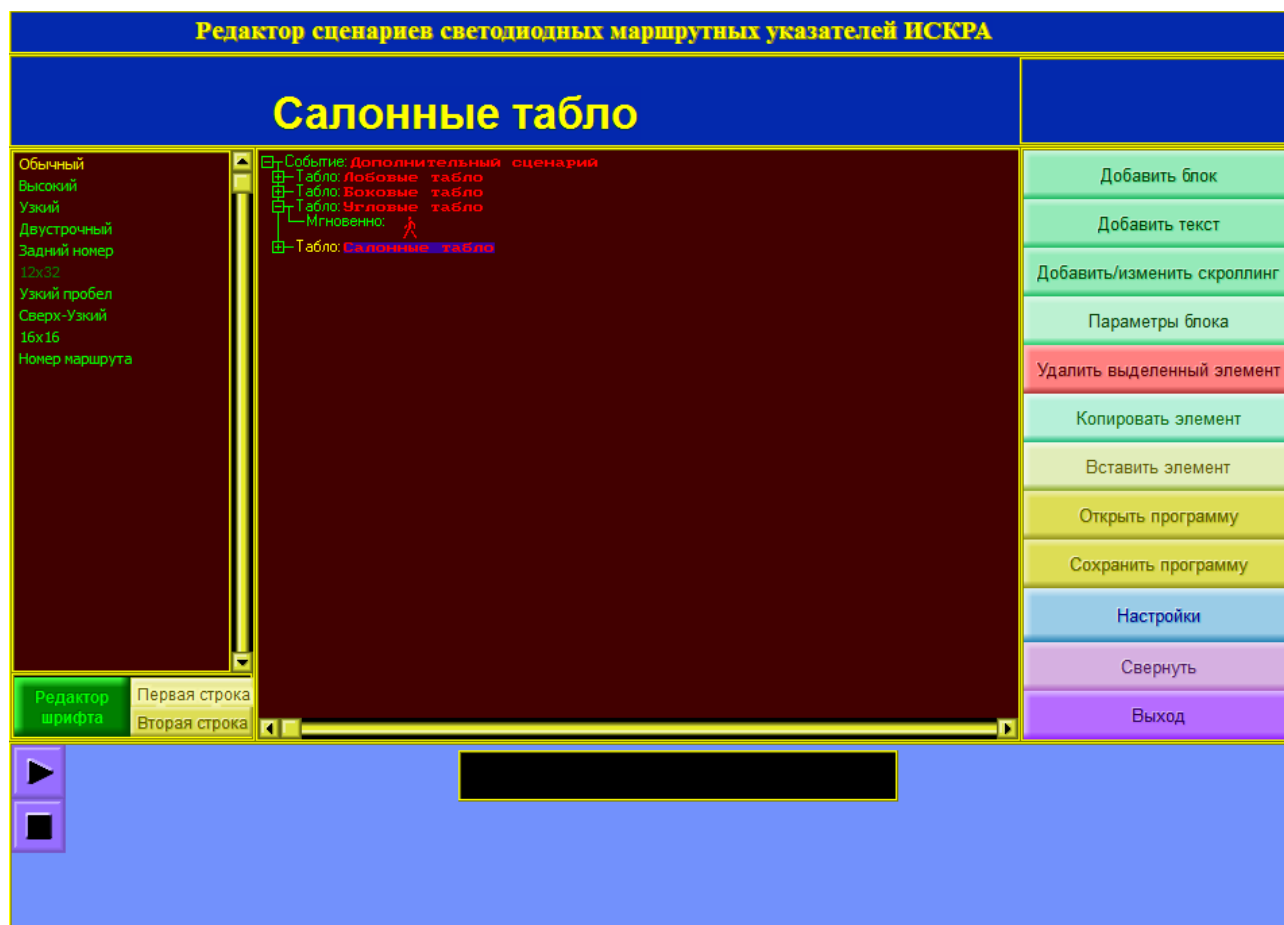 Редактор сценариев светодиодных маршрутных указателей ИСКРА
Салонные табло
Обычный
Высокий
Узкий
Двустрочный
Задний номер
12x32
Узкий пробел
Сверх-Узкий
16x16
Номер маршрута
Редактор шрифта
Первая строка
Вторая строка
Событие: Дополнительный сценарий
Табло: Лобовые табло
Табло: Боковые табло
Табло: Угловые табло
Мгновенно:
Табло: Салонные табло
Добавить блок
Добавить текст
Добавить/изменить скроллинг
Параметры блока
Удалить выделенный элемент
Копировать элемент
Вставить элемент
Открыть программу
Сохранить программу
Настройки
Свернуть
Выход